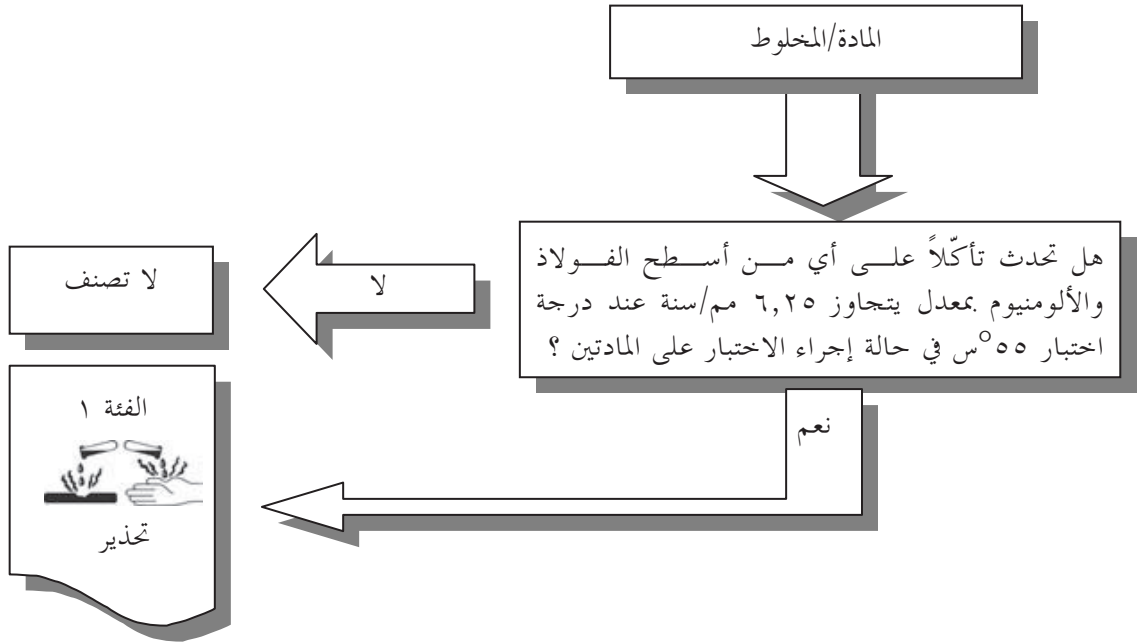 المادة/المخلوط
هل تحدث تأكّلاً على أي من أسطح الفولاذ
والألومنيوم بمعدل يتجاوز ٦,٢٥ مم/سنة عند درجة
اختبار ٥٥°س في حالة إجراء الاختبار على المادتين ؟
لا
لا تصنف
نعم
الفئة ١
تحذير